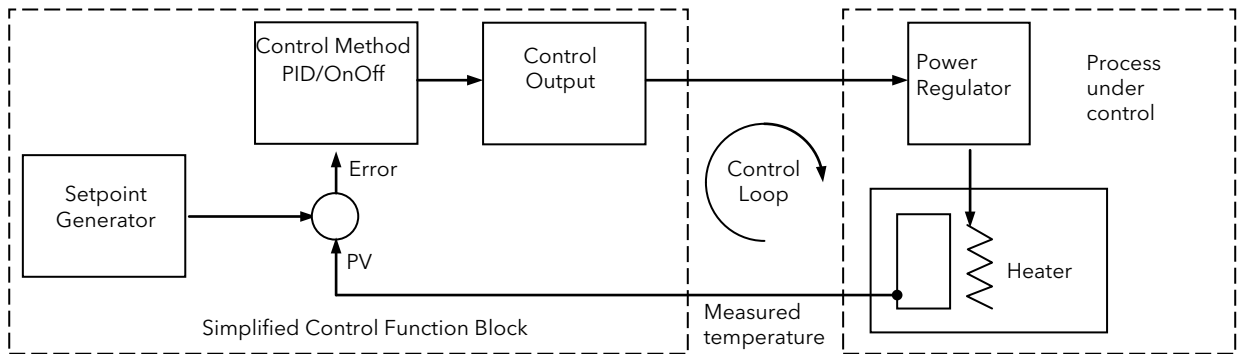 Control Method
PID/OnOff
Control
Output
Power
Regulator
Process
under
control
Setpoint
Generator
Error
Control
Loop
PV
Heater
Simplified Control Function Block
Measured
temperature